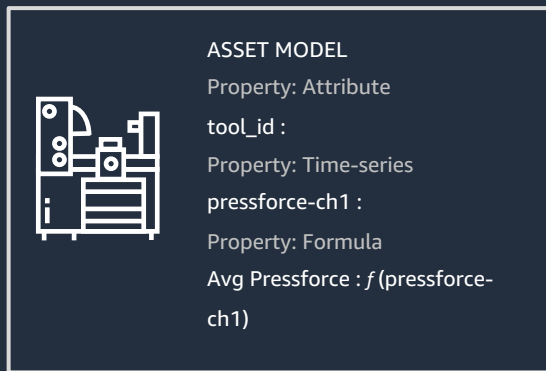 ASSET MODEL
Property: Attribute
tool_id :
Property: Time-series
pressforce-ch1 :
Property: Formula
Avg Pressforce : ƒ (pressforce-
ch1)